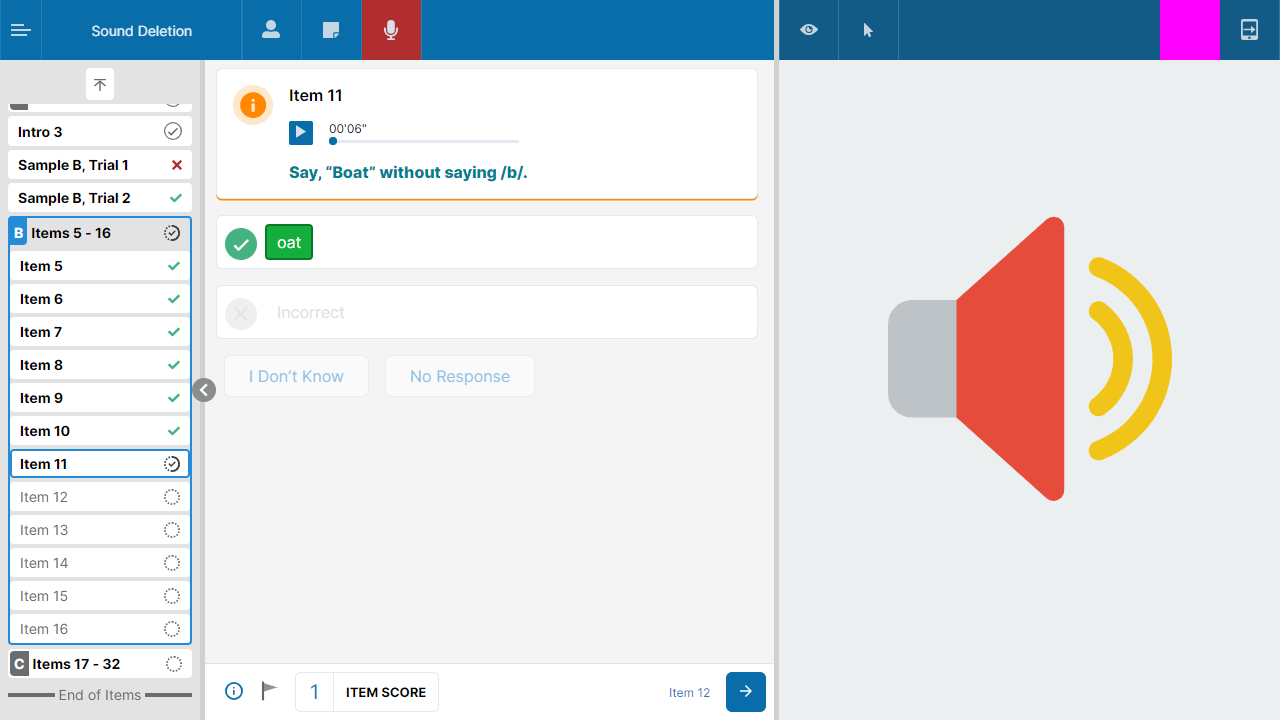 Sound Deletion
Intro 3
Sample B, Trial 1
Sample B, Trial 2
B Items 5 - 16
Item 5
Item 6
Item 7
Item 8
Item 9
Item 10
Item 11
Item 12
Item 13
Item 14
Item 15
Item 16
C Items 17 - 32
End of Items
Item 11
00'06"
Say, “Boat” without saying /b/.
oat
Incorrect
I Don’t Know
No Response
1 ITEM SCORE
Item 12